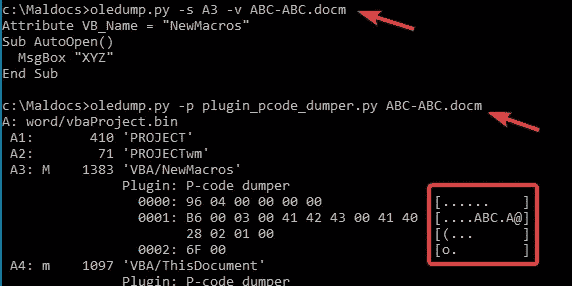 c:\Maldocs>oledump.py -s A3 -v ABC-ABC.docm
Attribute VB_Name = "NewMacros"
Sub AutoOpen()
  MsgBox "XYZ"
End Sub

c:\Maldocs>oledump.py -p plugin_pcode_dumper.py ABC-ABC.docm
A: word/vbaProject.bin
 A1:       410 'PROJECT'
 A2:        71 'PROJECTwm'
 A3: M    1383 'VBA/NewMacros'
               Plugin: P-code dumper
                 0000: 96 04 00 00 00 00               [......    ]
                 0001: B6 00 03 00 41 42 43 00 41 40   [....ABC.A@]
                       28 02 01 00                     [(...      ]
                 0002: 6F 00                           [o.        ]
 A4: m    1097 'VBA/ThisDocument'
               Plugin: P-code dumper